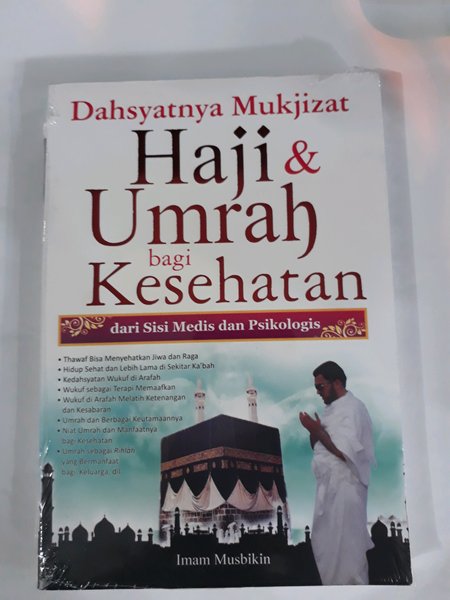 Dahsyatnya Mukjizat
Haji &
Umrah
bagi
Kesehatan
dari Sisi Medis dan Psikologis
• Thawaf Bisa Menyehatkan Jiwa dan Raga
• Hidup Sehat dan Lebih Lama di Sekitar Ka'bah
• Kedahsyatan Wukuf di Arafah
• Wukuf sebagai Terapi Memaafkan
• Wukuf di Arafah Melatih Ketenangan
dan Kesabaran
• Umrah dan Berbagai Keutamaannya
• Niat Umrah dan Manfaatnya
bagi Kesehatan
• Umrah sebagai Rihlah
yang Bermanfaat
bagi Keluarga, dll.
Imam Musbikin